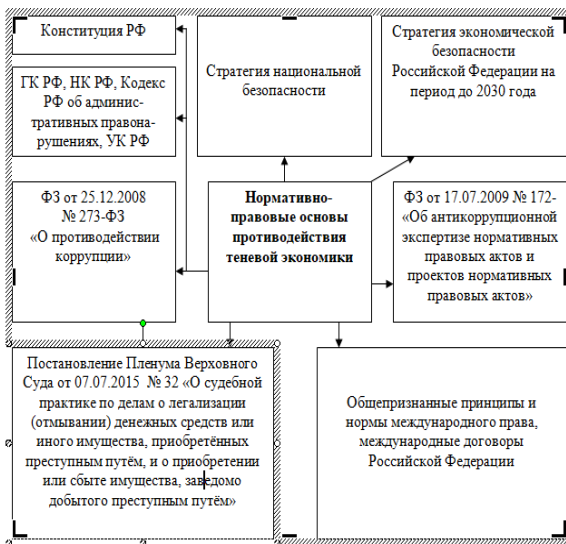 Конституция РФ
Стратегия национальной
безопасности
Стратегия экономической
безопасности
Российской Федерации на
период до 2030 года
ГК РФ, НК РФ, Кодекс
РФ об админис-
тративных правона-
рушениях, УК РФ
ФЗ от 25.12.2008
№ 273-ФЗ
«О противодействии
коррупции»
Нормативно-
правовые основы
противодействия
теневой экономики
ФЗ от 17.07.2009 № 172-
«Об антикоррупционной
экспертизе нормативных
правовых актов и
проектов нормативных
правовых актов»
Постановление Пленума Верховного
Суда от 07.07.2015 № 32 «О судебной
практике по делам о легализации
(отмывании) денежных средств или
иного имущества, приобретённых
преступным путём, и о приобретении
или сбыте имущества, заведомо
добытого преступным путём»
Общепризнанные принципы и
нормы международного права,
международные договоры
Российской Федерации